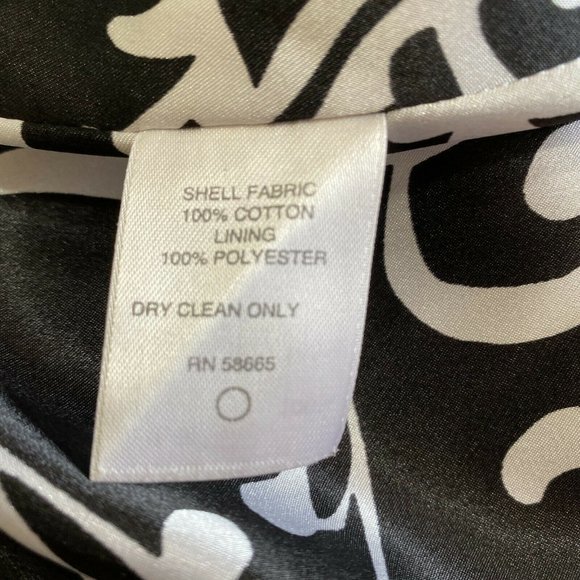 SHELL FABRIC
100% COTTON
LINING
100% POLYESTER
DRY CLEAN ONLY
RN 58665